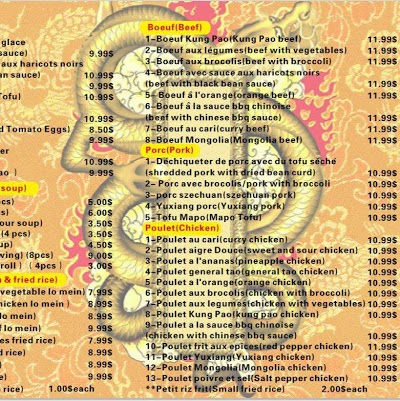 glace
sauce) 9.99$
aux haricots noirs
an sauce) 10.99$
9.99$
Tofu) 10.99$
10.99$
d Tomato Eggs) 8.50$
9.99$
er
10.99$
ao ) 9.99$
soup)
pcs) 6.00$
s) 5.00$
our soup) 3.50$
(4 pcs) 3.50$
up) 4.50$
wing) (8pcs) 9.00$
roll ) (4pcs) 3.00$
n & fried rice)
vegetable lo mein) 7.99$
chicken lo mein) 8.99$
lo mein) 8.99$
f lo mein) 9.99$
es fried rice) 7.99$
d rice) 8.99$
rice) 8.99$
rice) 9.99$
1.00$each
Boeuf(Beef)
1-Boeuf Kung Pao(Kung Pao beef) 11.99$
2-Boeuf aux légumes(beef with vegetables) 11.99$
3-Boeuf aux brocolis(beef with broccoli) 11.99$
4-Boeuf avec sauce aux haricots noirs
(beef with black bean sauce) 11.99$
5- Boeuf á l'orange(orange beef) 11.99$
6-Boeuf á la sauce bbq chinoise
(beef with chinese bbq sauce) 11.99$
7-Boeuf au cari(curry beef) 11.99$
8-Boeuf Mongolia(Mongolia beef) 11.99$
Porc(Pork)
1-Déchiqueter de porc avec du tofu séché
(shredded pork with dried bean curd) 10.99$
2- Porc avec brocolis/pork with broccoli 10.99$
3-porc szechuan(szechuan pork) 10.99$
4-Yuxiang porc(Yuxiang pork) 10.99$
5-Tofu Mapo(Mapo Tofu) 10.99$
Poulet(Chicken)
1-Poulet au cari(curry chicken) 10.99$
2-Poulet aigre Douce(sweet and sour chicken) 10.99$
3-Poulet a l'ananas(pineapple chicken) 10.99$
4-Poulet general tao(general tao chicken) 10.99$
5-Poulet a l'orange(orange chicken) 10.99$
6-Poulet aux brocolis(chicken with broccoli) 10.99$
7-Poulet aux legumes(chicken with vegetables) 10.99$
8-Poulet Kung Pao(kung pao chicken) 10.99$
9-Poulet a la sauce bbq chinoise
(chicken with chinese bbq sauce) 10.99$
10-Poulet frit aux epices(red pepper chicken) 11.99$
11-Poulet Yuxiang(Yuxiang chicken) 10.99$
12-Poulet Mongolia(Mongolia chicken) 10.99$
13-Poulet poivre et sel(Salt pepper chicken) 10.99$
**Petit riz frit(Small fried rice) 2.00$each